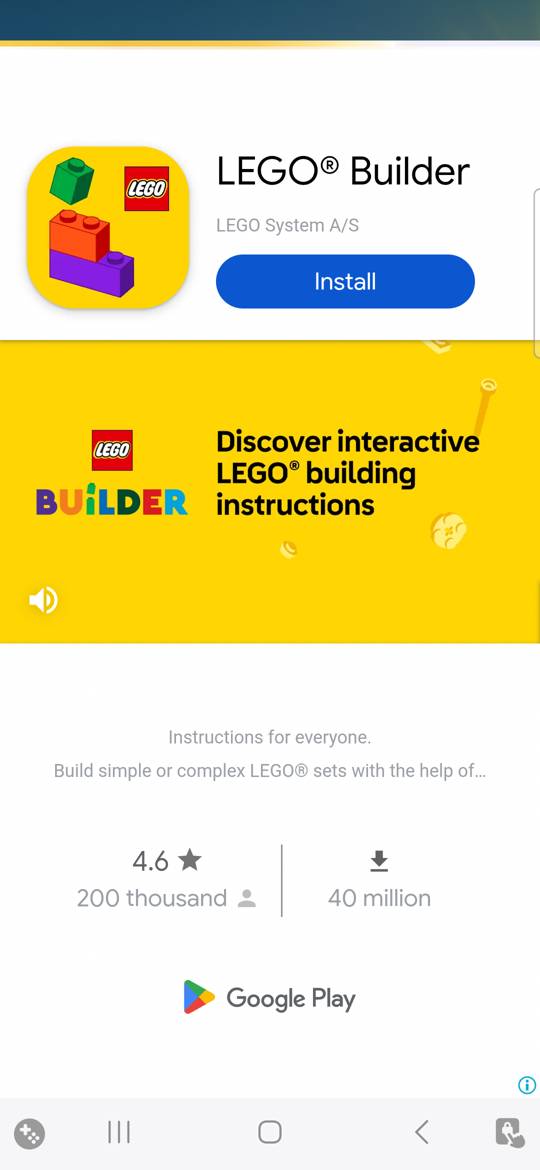 LEGO
LEGO® Builder
LEGO System A/S
Install
LEGO
BUiLDER
Discover interactive
LEGO® building
instructions
Instructions for everyone.
Build simple or complex LEGO® sets with the help of...
4.6
200 thousand
40 million
Google Play